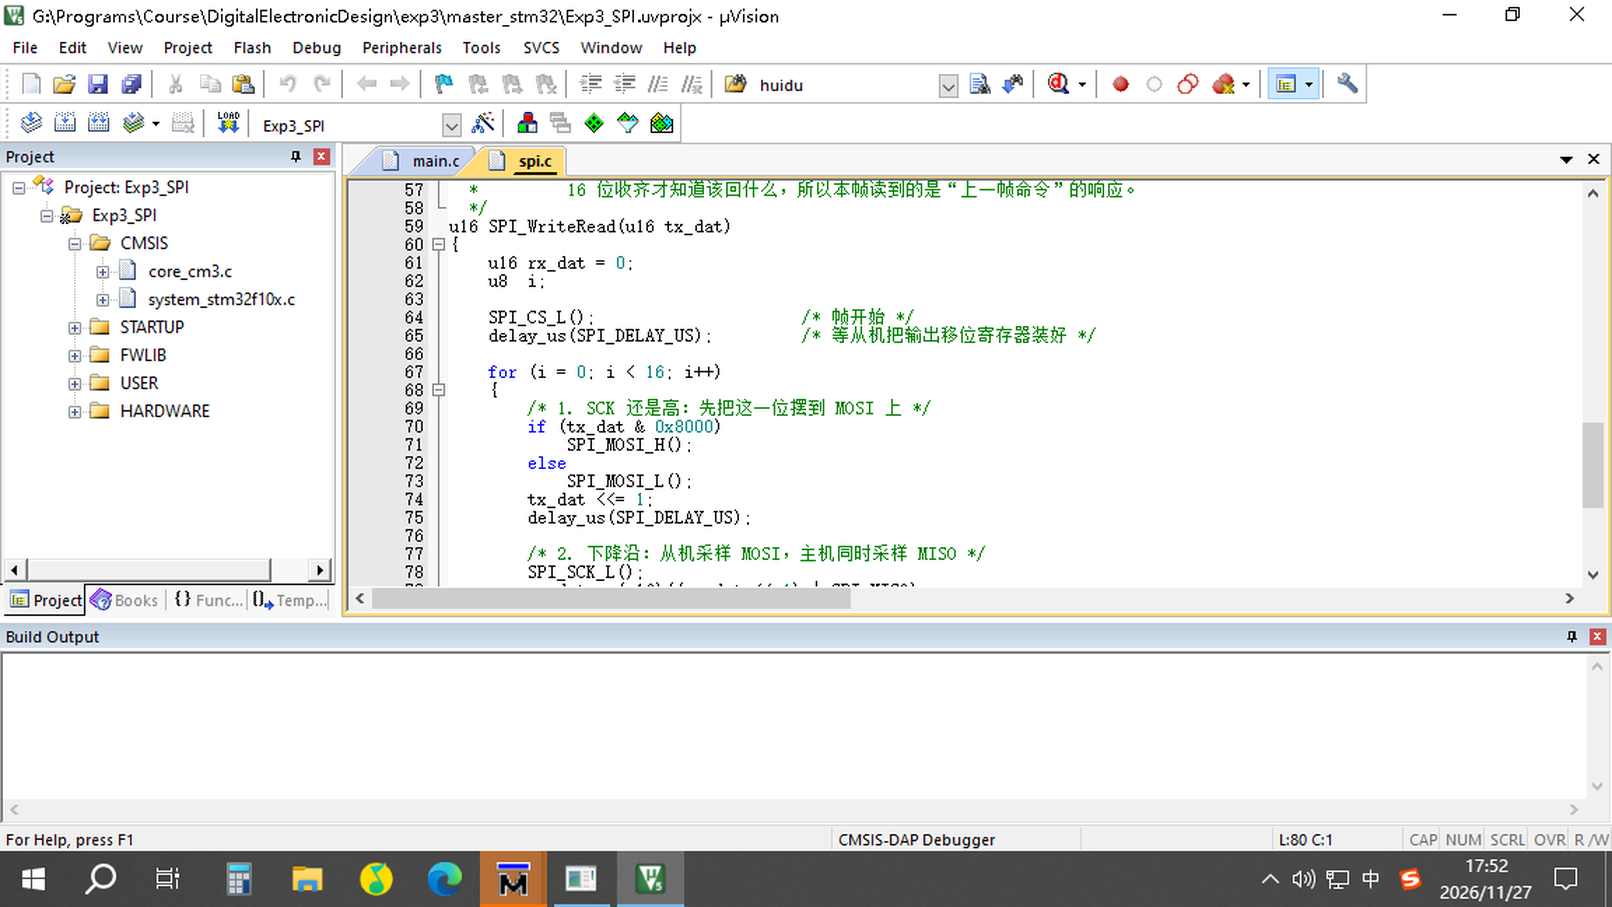 G:\Programs\Course\DigitalElectronicDesign\exp3\master_stm32\Exp3_SPI.uvprojx - µVision
File Edit View Project Flash Debug Peripherals Tools SVCS Window Help
huidu
LOAD
Exp3_SPI
Project
Project: Exp3_SPI
Exp3_SPI
CMSIS
core_cm3.c
system_stm32f10x.c
STARTUP
FWLIB
USER
HARDWARE
Project Books {} Func... Temp...
main.c spi.c
57 * 16 位收齐才知道该回什么，所以本帧读到的是“上一帧命令”的响应。
58 */
59 u16 SPI_WriteRead(u16 tx_dat)
60 {
61 u16 rx_dat = 0;
62 u8 i;
63
64 SPI_CS_L(); /* 帧开始 */
65 delay_us(SPI_DELAY_US); /* 等从机把输出移位寄存器装好 */
66
67 for (i = 0; i < 16; i++)
68 {
69 /* 1. SCK 还是高：先把这一位摆到 MOSI 上 */
70 if (tx_dat & 0x8000)
71 SPI_MOSI_H();
72 else
73 SPI_MOSI_L();
74 tx_dat <<= 1;
75 delay_us(SPI_DELAY_US);
76
77 /* 2. 下降沿：从机采样 MOSI，主机同时采样 MISO */
78 SPI_SCK_L();
Build Output
For Help, press F1
CMSIS-DAP Debugger
L:80 C:1
CAP NUM SCRL OVR R /W
中
17:52
2026/11/27